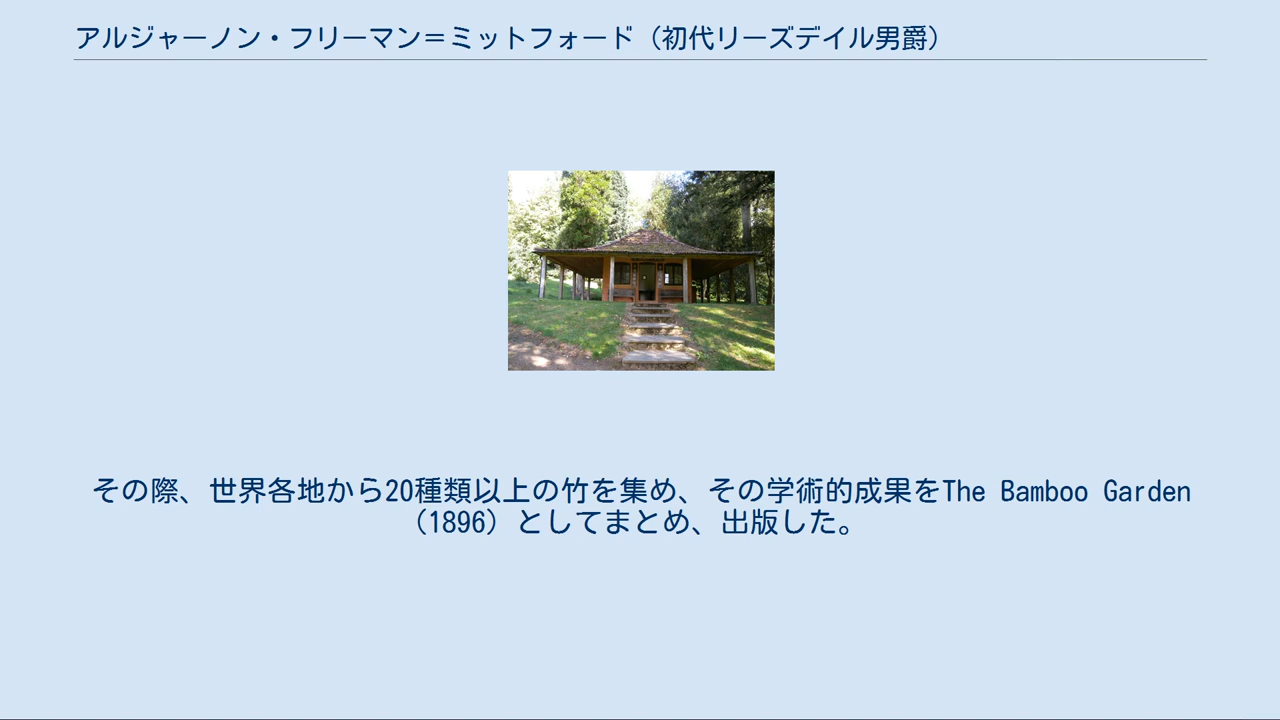 アルジャーノン・フリーマン＝ミットフォード（初代リーズデイル男爵）
その際、世界各地から20種類以上の竹を集め、その学術的成果をThe Bamboo Garden
（1896）としてまとめ、出版した。